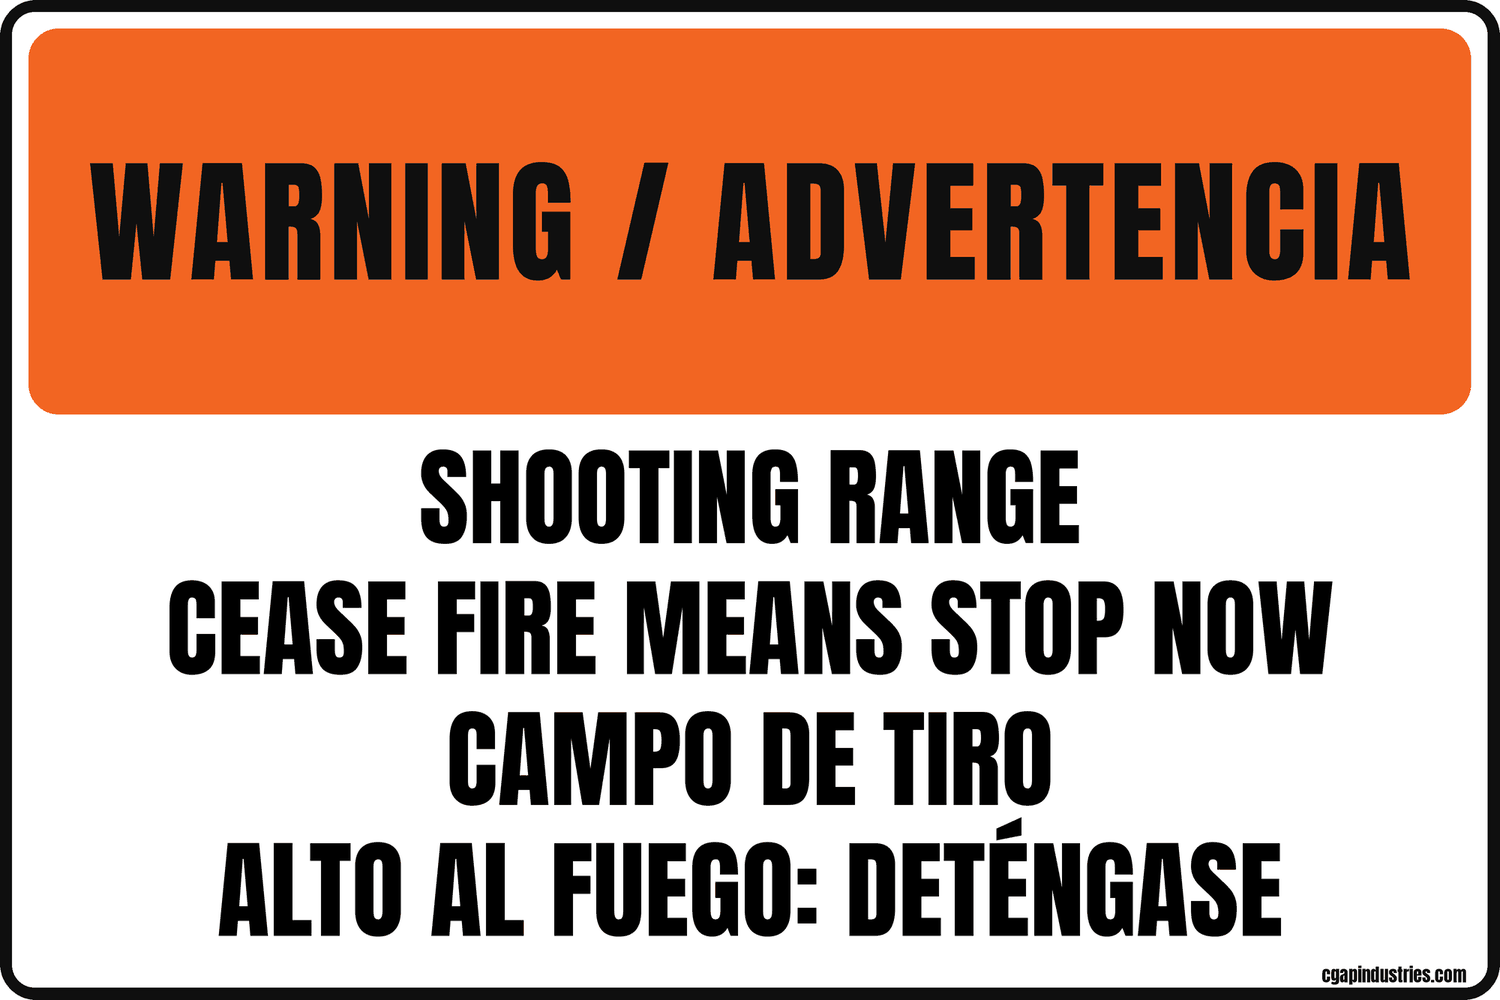 WARNING / ADVERTENCIA
SHOOTING RANGE
CEASE FIRE MEANS STOP NOW
CAMPO DE TIRO
ALTO AL FUEGO: DETÉNGASE
cgapindustries.com